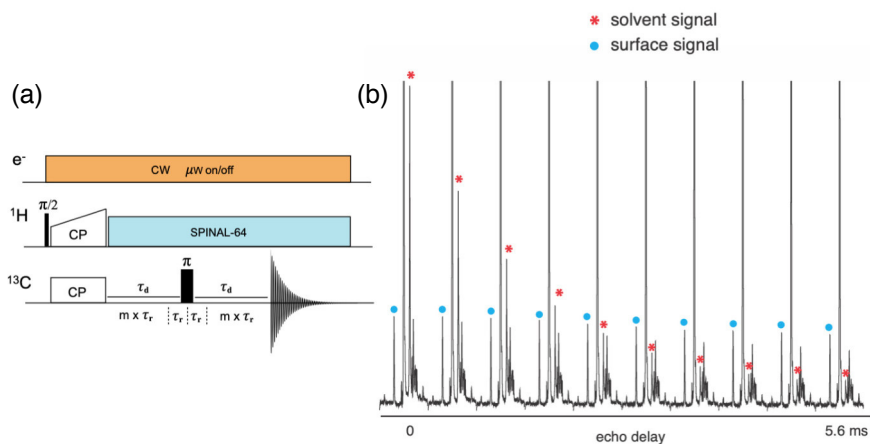 * solvent signal
● surface signal
(a)
(b)
e-
CW μw on/off
1H
π/2
CP
SPINAL-64
13C
CP
τd
π
τd
m x τr
τr
τr
m x τr
0
echo delay
5.6 ms